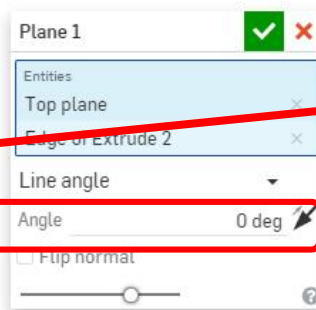 Plane 1
Entities
Top plane
Edge of Extrude 2
Line angle
Angle 0 deg
Flip normal